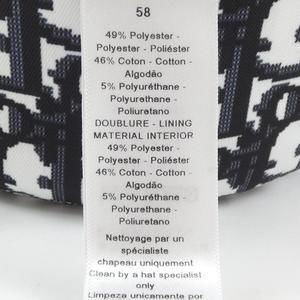 58
49% Polyester -
Polyester - Poliéster
46% Coton - Cotton -
Algodão
5% Polyuréthane -
Polyurethane -
Poliuretano
DOUBLURE - LINING
MATERIAL INTERIOR
49% Polyester -
Polyester - Poliéster
46% Coton - Cotton -
Algodão
5% Polyuréthane -
Polyurethane -
Poliuretano
Nettoyage par un
spécialiste
chapeau uniquement
Clean by a hat specialist
only
Limpeza unicamente por